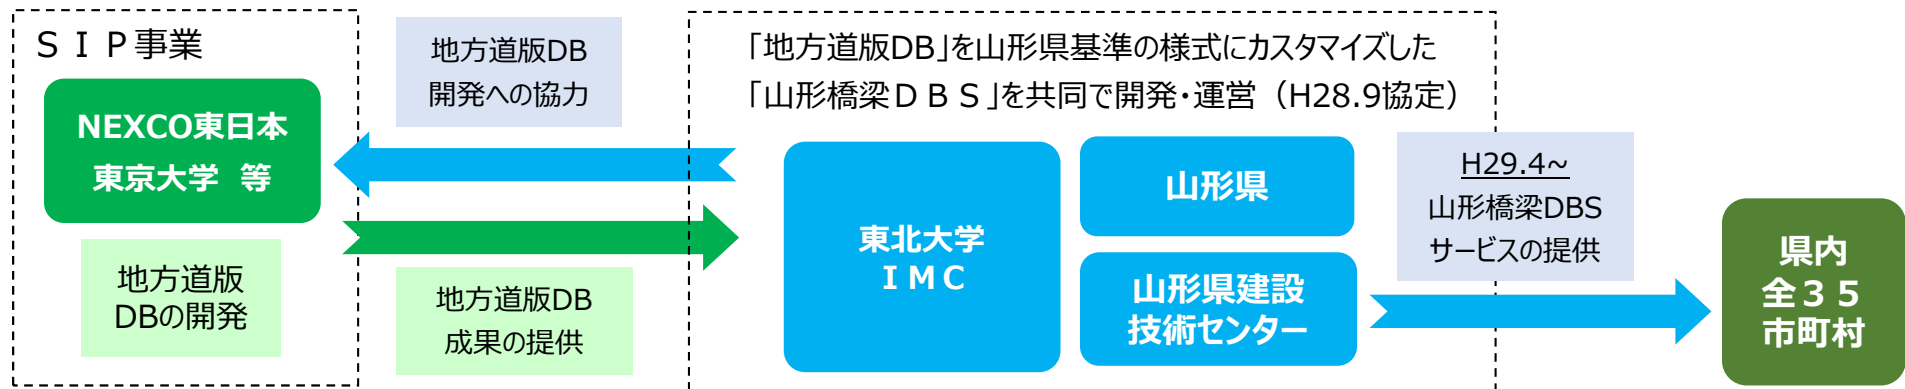 ＳＩＰ事業
NEXCO東日本
東京大学 等
地方道版
DBの開発
地方道版DB
開発への協力
地方道版DB
成果の提供
「地方道版DB」を山形県基準の様式にカスタマイズした
「山形橋梁ＤＢＳ」を共同で開発・運営（H28.9協定）
東北大学
ＩＭＣ
山形県
山形県建設
技術センター
H29.4~
山形橋梁DBS
サービスの提供
県内
全３５
市町村